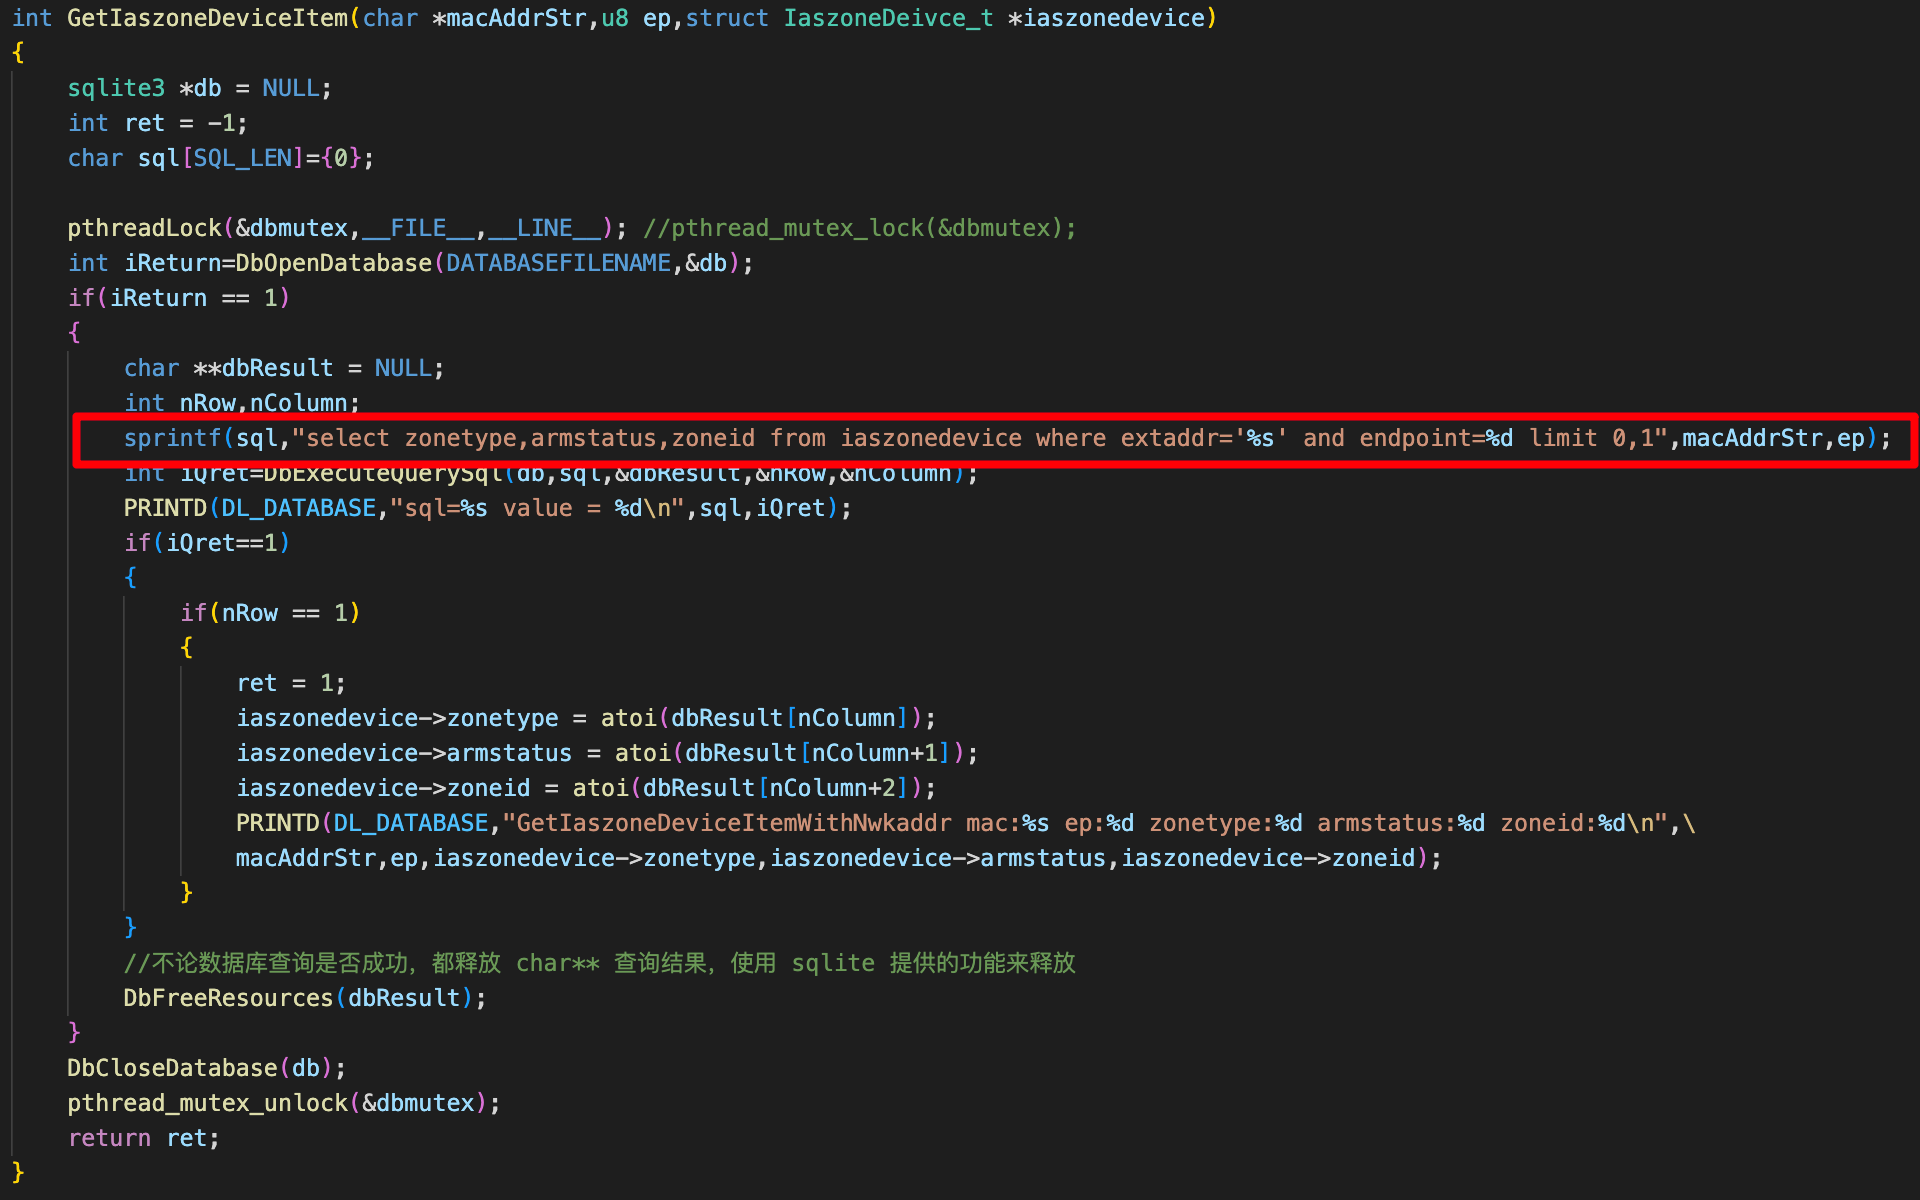 int GetIaszoneDeviceItem(char *macAddrStr,u8 ep,struct IaszoneDeivce_t *iaszonedevice)
{
    sqlite3 *db = NULL;
    int ret = -1;
    char sql[SQL_LEN]={0};

    pthreadLock(&dbmutex,__FILE__,__LINE__); //pthread_mutex_lock(&dbmutex);
    int iReturn=DbOpenDatabase(DATABASEFILENAME,&db);
    if(iReturn == 1)
    {
        char **dbResult = NULL;
        int nRow,nColumn;
        sprintf(sql,"select zonetype,armstatus,zoneid from iaszonedevice where extaddr='%s' and endpoint=%d limit 0,1",macAddrStr,ep);
        int iQret=DbExecuteQuerySql(db,sql,&dbResult,&nRow,&nColumn);
        PRINTD(DL_DATABASE,"sql=%s value = %d\n",sql,iQret);
        if(iQret==1)
        {
            if(nRow == 1)
            {
                ret = 1;
                iaszonedevice->zonetype = atoi(dbResult[nColumn]);
                iaszonedevice->armstatus = atoi(dbResult[nColumn+1]);
                iaszonedevice->zoneid = atoi(dbResult[nColumn+2]);
                PRINTD(DL_DATABASE,"GetIaszoneDeviceItemWithNwkaddr mac:%s ep:%d zonetype:%d armstatus:%d zoneid:%d\n",\
                macAddrStr,ep,iaszonedevice->zonetype,iaszonedevice->armstatus,iaszonedevice->zoneid);
            }
        }
        //不论数据库查询是否成功，都释放 char** 查询结果，使用 sqlite 提供的功能来释放
        DbFreeResources(dbResult);
    }
    DbCloseDatabase(db);
    pthread_mutex_unlock(&dbmutex);
    return ret;
}